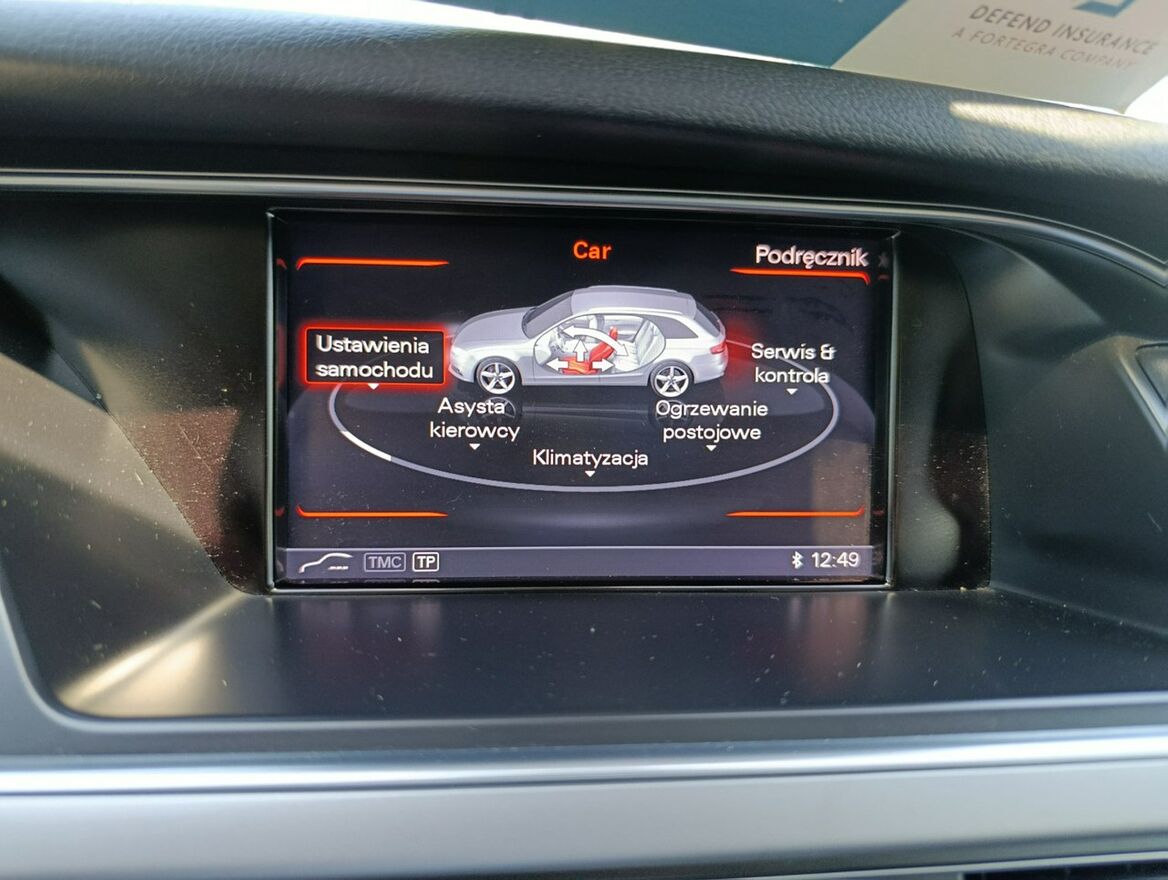 DEFEND INSURANCE
A FORTEGRA COMPANY
Car
Podręcznik
Ustawienia
samochodu
Serwis &
kontrola
Asysta
kierowcy
Ogrzewanie
postojowe
Klimatyzacja
TMC TP 12:49